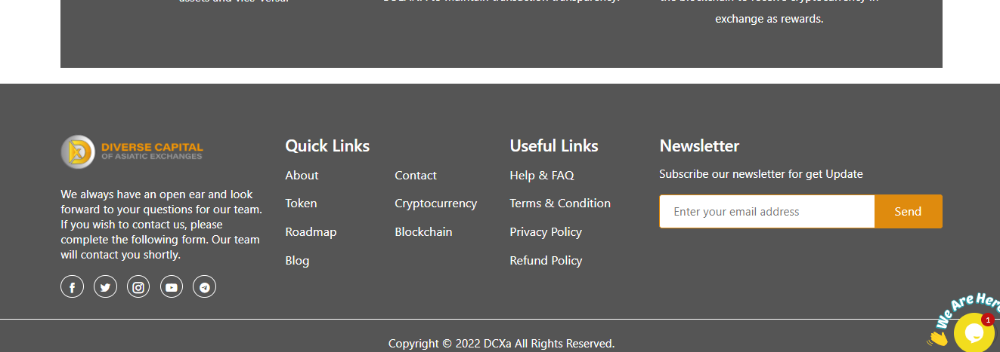 to maintain transaction transparency.
exchange as rewards.
DIVERSE CAPITAL
OF ASIATIC EXCHANGES
We always have an open ear and look
forward to your questions for our team.
If you wish to contact us, please
complete the following form. Our team
will contact you shortly.
Quick Links
About
Token
Roadmap
Blog
Contact
Cryptocurrency
Blockchain
Useful Links
Help & FAQ
Terms & Condition
Privacy Policy
Refund Policy
Newsletter
Subscribe our newsletter for get Update
Enter your email address
Send
We Are Here
1
Copyright © 2022 DCXa All Rights Reserved.